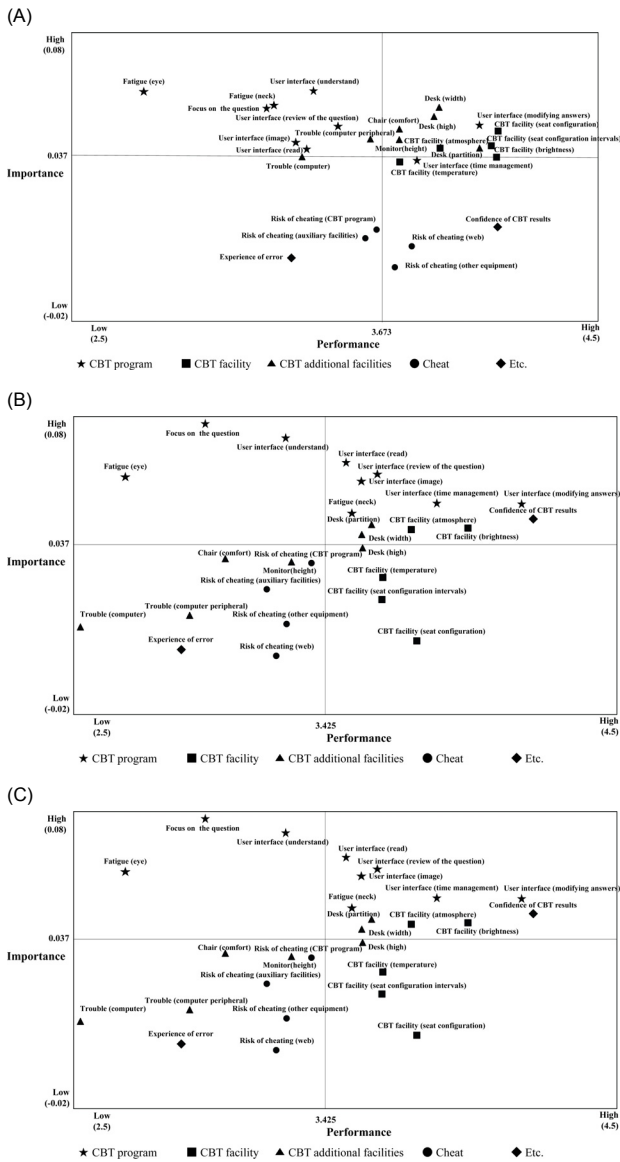 (A)
High
(0.08)
Fatigue (eye)
User interface (understand)
Fatigue (neck)
Focus on the question
Desk (width)
User interface (review of the question)
Chair (comfort)
Desk (high)
User interface (modifying answers)
CBT facility (seat configuration)
Trouble (computer peripheral)
User interface (image)
CBT facility (atmosphere)
CBT facility (seat configuration intervals)
User interface (read)
Monitor(height)
CBT facility (brightness)
0.037
Trouble (computer)
Desk (partition)
User interface (time management)
Importance
CBT facility (temperature)
Risk of cheating (CBT program)
Confidence of CBT results
Risk of cheating (auxiliary facilities)
Risk of cheating (web)
Experience of error
Risk of cheating (other equipment)
Low
(-0.02)
Low
(2.5)
3.673
High
(4.5)
Performance
CBT program CBT facility CBT additional facilities Cheat Etc.
(B)
High
(0.08)
Focus on the question
User interface (understand)
User interface (read)
Fatigue (eye)
User interface (review of the question)
User interface (image)
User interface (time management)
User interface (modifying answers)
Fatigue (neck)
Confidence of CBT results
Desk (partition)
CBT facility (atmosphere)
Desk (width)
CBT facility (brightness)
0.037
Chair (comfort)
Risk of cheating (CBT program)
Desk (high)
Importance
Monitor(height)
CBT facility (temperature)
Risk of cheating (auxiliary facilities)
CBT facility (seat configuration intervals)
Trouble (computer peripheral)
Trouble (computer)
Risk of cheating (other equipment)
CBT facility (seat configuration)
Experience of error
Risk of cheating (web)
Low
(-0.02)
Low
(2.5)
3.425
High
(4.5)
Performance
CBT program CBT facility CBT additional facilities Cheat Etc.
(C)
High
(0.08)
Focus on the question
User interface (understand)
User interface (read)
Fatigue (eye)
User interface (review of the question)
User interface (image)
User interface (time management)
User interface (modifying answers)
Fatigue (neck)
Confidence of CBT results
Desk (partition)
CBT facility (atmosphere)
Desk (width)
CBT facility (brightness)
0.037
Chair (comfort)
Risk of cheating (CBT program)
Desk (high)
Importance
Monitor(height)
CBT facility (temperature)
Risk of cheating (auxiliary facilities)
CBT facility (seat configuration intervals)
Trouble (computer peripheral)
Trouble (computer)
Risk of cheating (other equipment)
CBT facility (seat configuration)
Experience of error
Risk of cheating (web)
Low
(-0.02)
Low
(2.5)
3.425
High
(4.5)
Performance
CBT program CBT facility CBT additional facilities Cheat Etc.